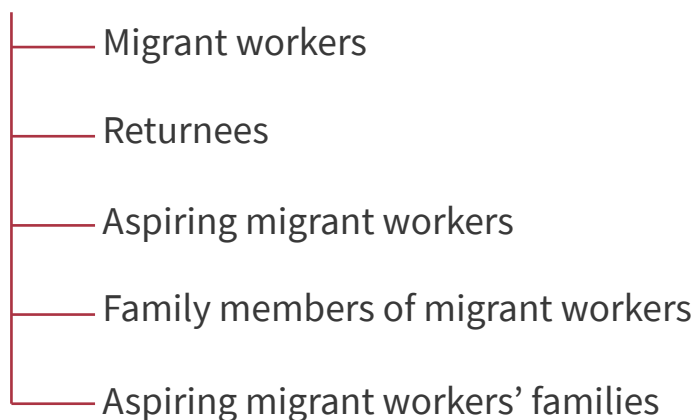 Migrant workers
Returnees
Aspiring migrant workers
Family members of migrant workers
Aspiring migrant workers’ families